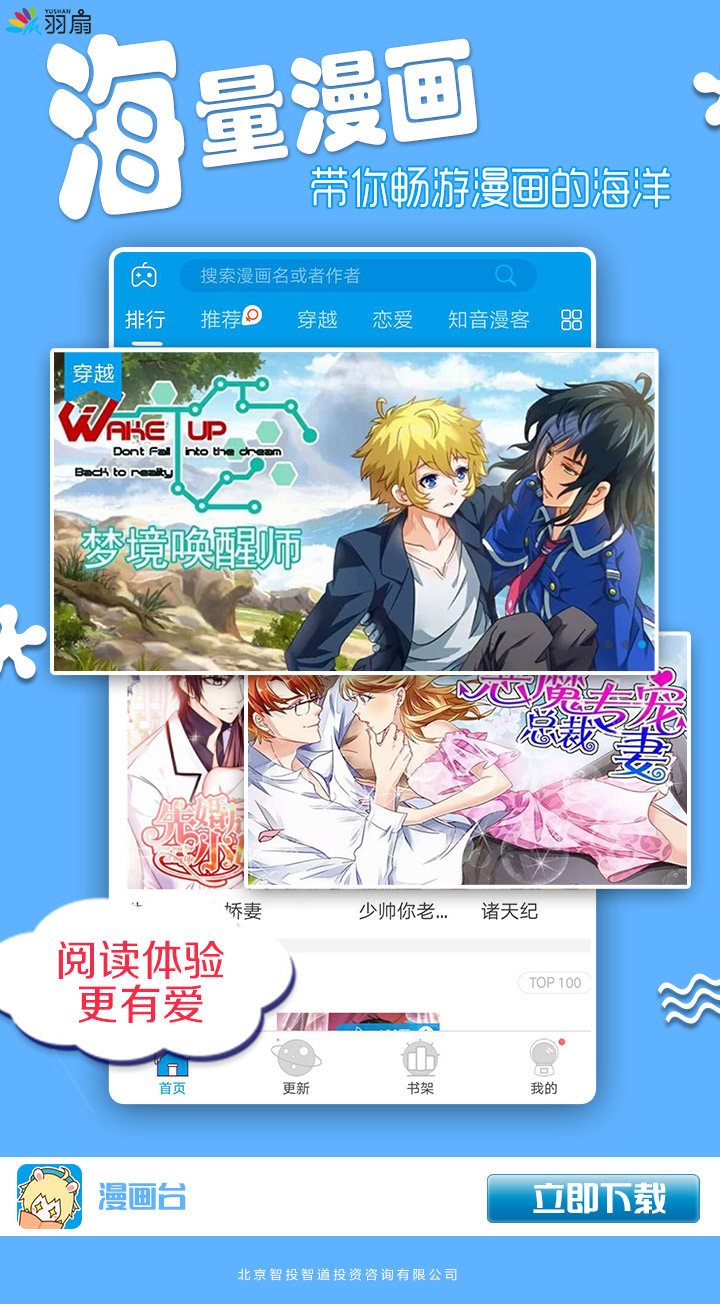 YUSHAN
羽扇
海量漫画
带你畅游漫画的海洋
搜索漫画名或者作者
排行 推荐 穿越 恋爱 知音漫客
穿越
WAKE UP
Dont Fall into the dream
Back to reality
梦境唤醒师
恶魔专宠
总裁
妻
先婚后
娇妻 少帅你老... 诸天纪
阅读体验
更有爱
TOP 100
首页 更新 书架 我的
漫画台
立即下载
北京智投智道投资咨询有限公司